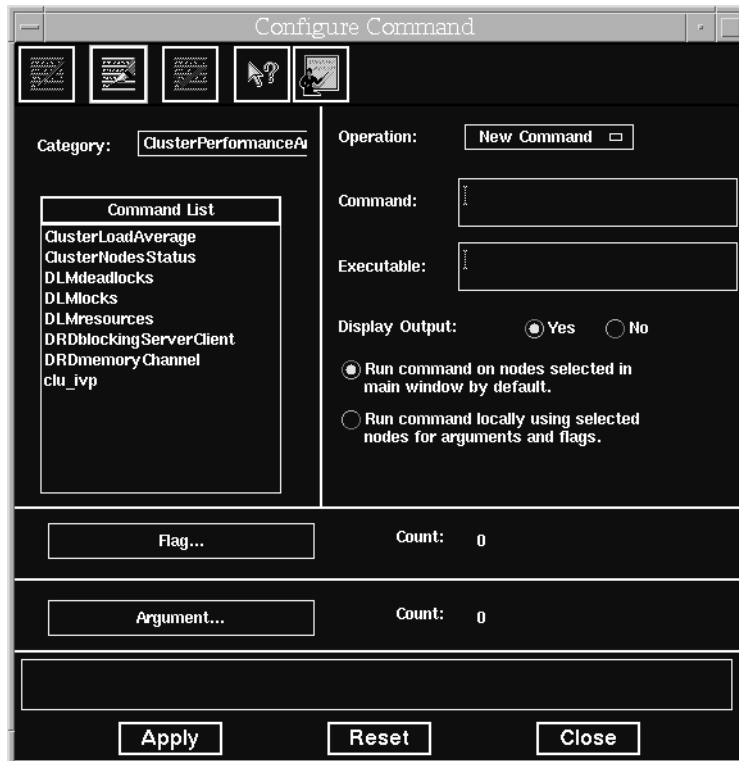 Configure Command
?
Category: ClusterPerformanceA
Command List
ClusterLoadAverage
ClusterNodesStatus
DLMdeadlocks
DLMlocks
DLMresources
DRDblockingServerClient
DRDmemoryChannel
clu_ivp
Operation: New Command
Command:
Executable:
Display Output: Yes No
Run command on nodes selected in
main window by default.
Run command locally using selected
nodes for arguments and flags.
Flag... Count: 0
Argument... Count: 0
Apply Reset Close